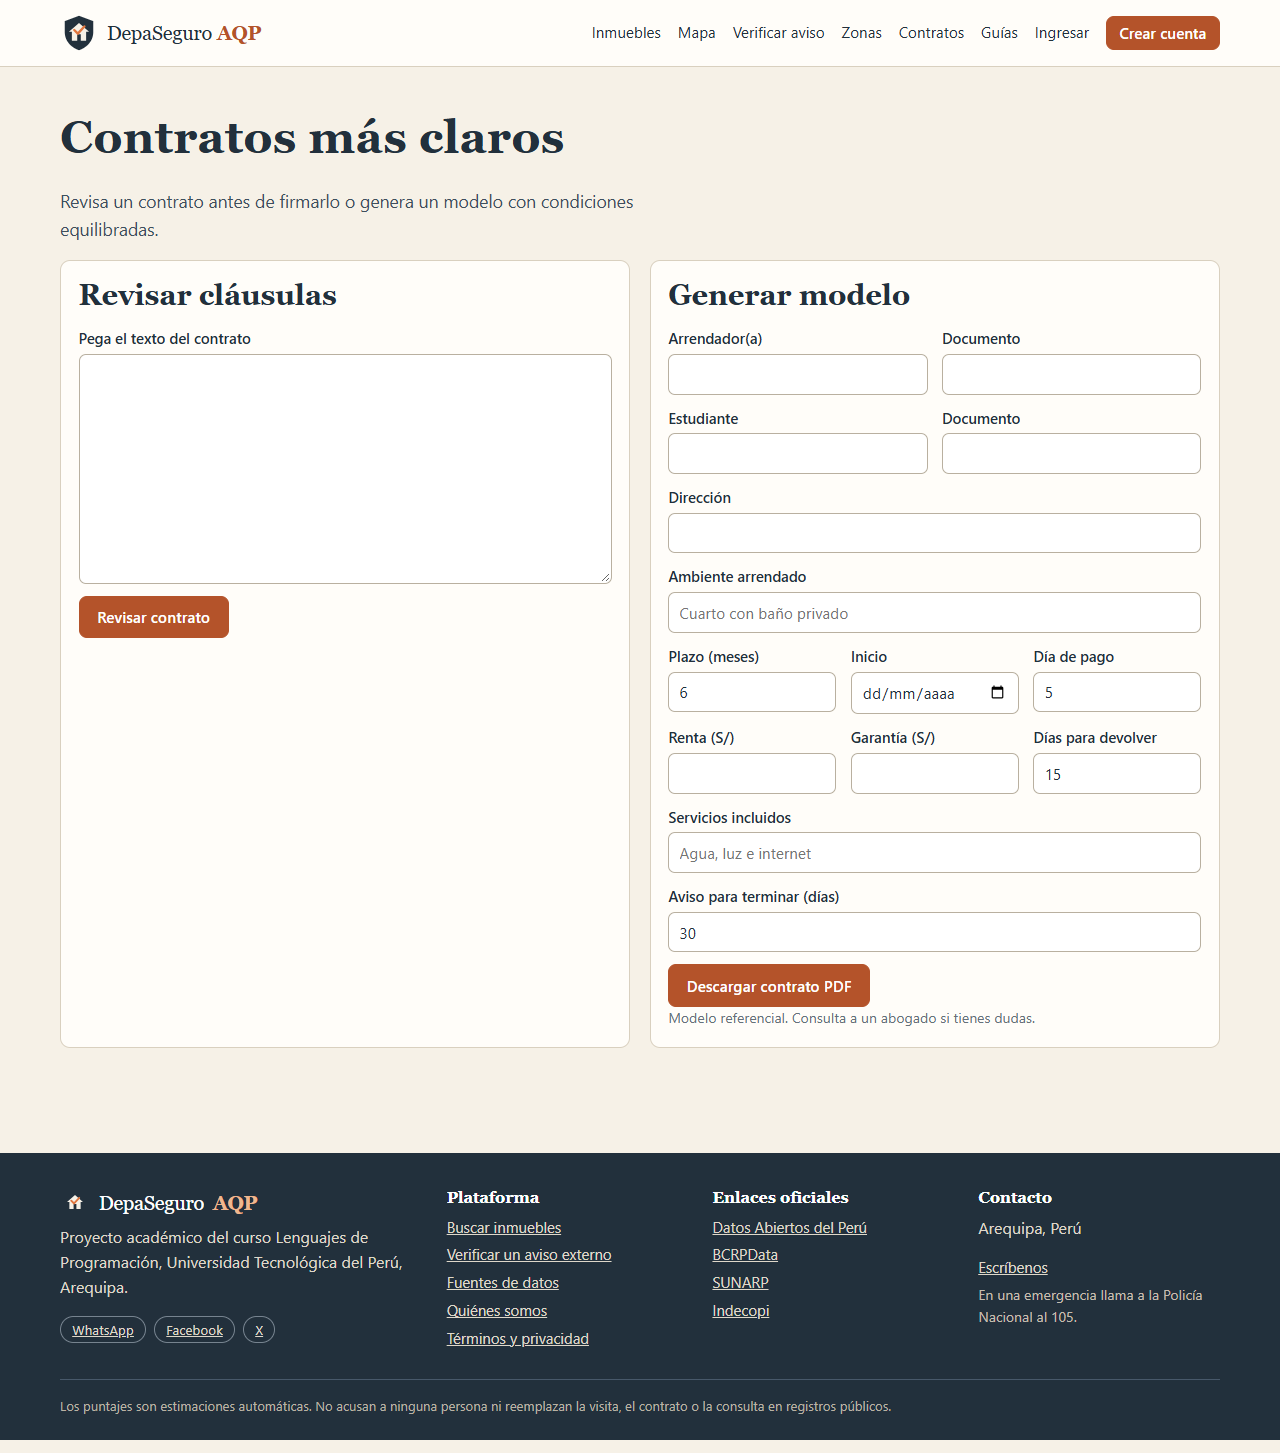 DepaSeguro AQP
Inmuebles Mapa Verificar aviso Zonas Contratos Guías Ingresar Crear cuenta
Contratos más claros
Revisa un contrato antes de firmarlo o genera un modelo con condiciones
equilibradas.
Revisar cláusulas
Pega el texto del contrato
Revisar contrato
Generar modelo
Arrendador(a) Documento
Estudiante Documento
Dirección
Ambiente arrendado
Cuarto con baño privado
Plazo (meses) Inicio Día de pago
6 dd/mm/aaaa 5
Renta (S/) Garantía (S/) Días para devolver
15
Servicios incluidos
Agua, luz e internet
Aviso para terminar (días)
30
Descargar contrato PDF
Modelo referencial. Consulta a un abogado si tienes dudas.
DepaSeguro AQP
Proyecto académico del curso Lenguajes de
Programación, Universidad Tecnológica del Perú,
Arequipa.
WhatsApp Facebook X
Plataforma
Buscar inmuebles
Verificar un aviso externo
Fuentes de datos
Quiénes somos
Términos y privacidad
Enlaces oficiales
Datos Abiertos del Perú
BCRPData
SUNARP
Indecopi
Contacto
Arequipa, Perú
Escríbenos
En una emergencia llama a la Policía
Nacional al 105.
Los puntajes son estimaciones automáticas. No acusan a ninguna persona ni reemplazan la visita, el contrato o la consulta en registros públicos.